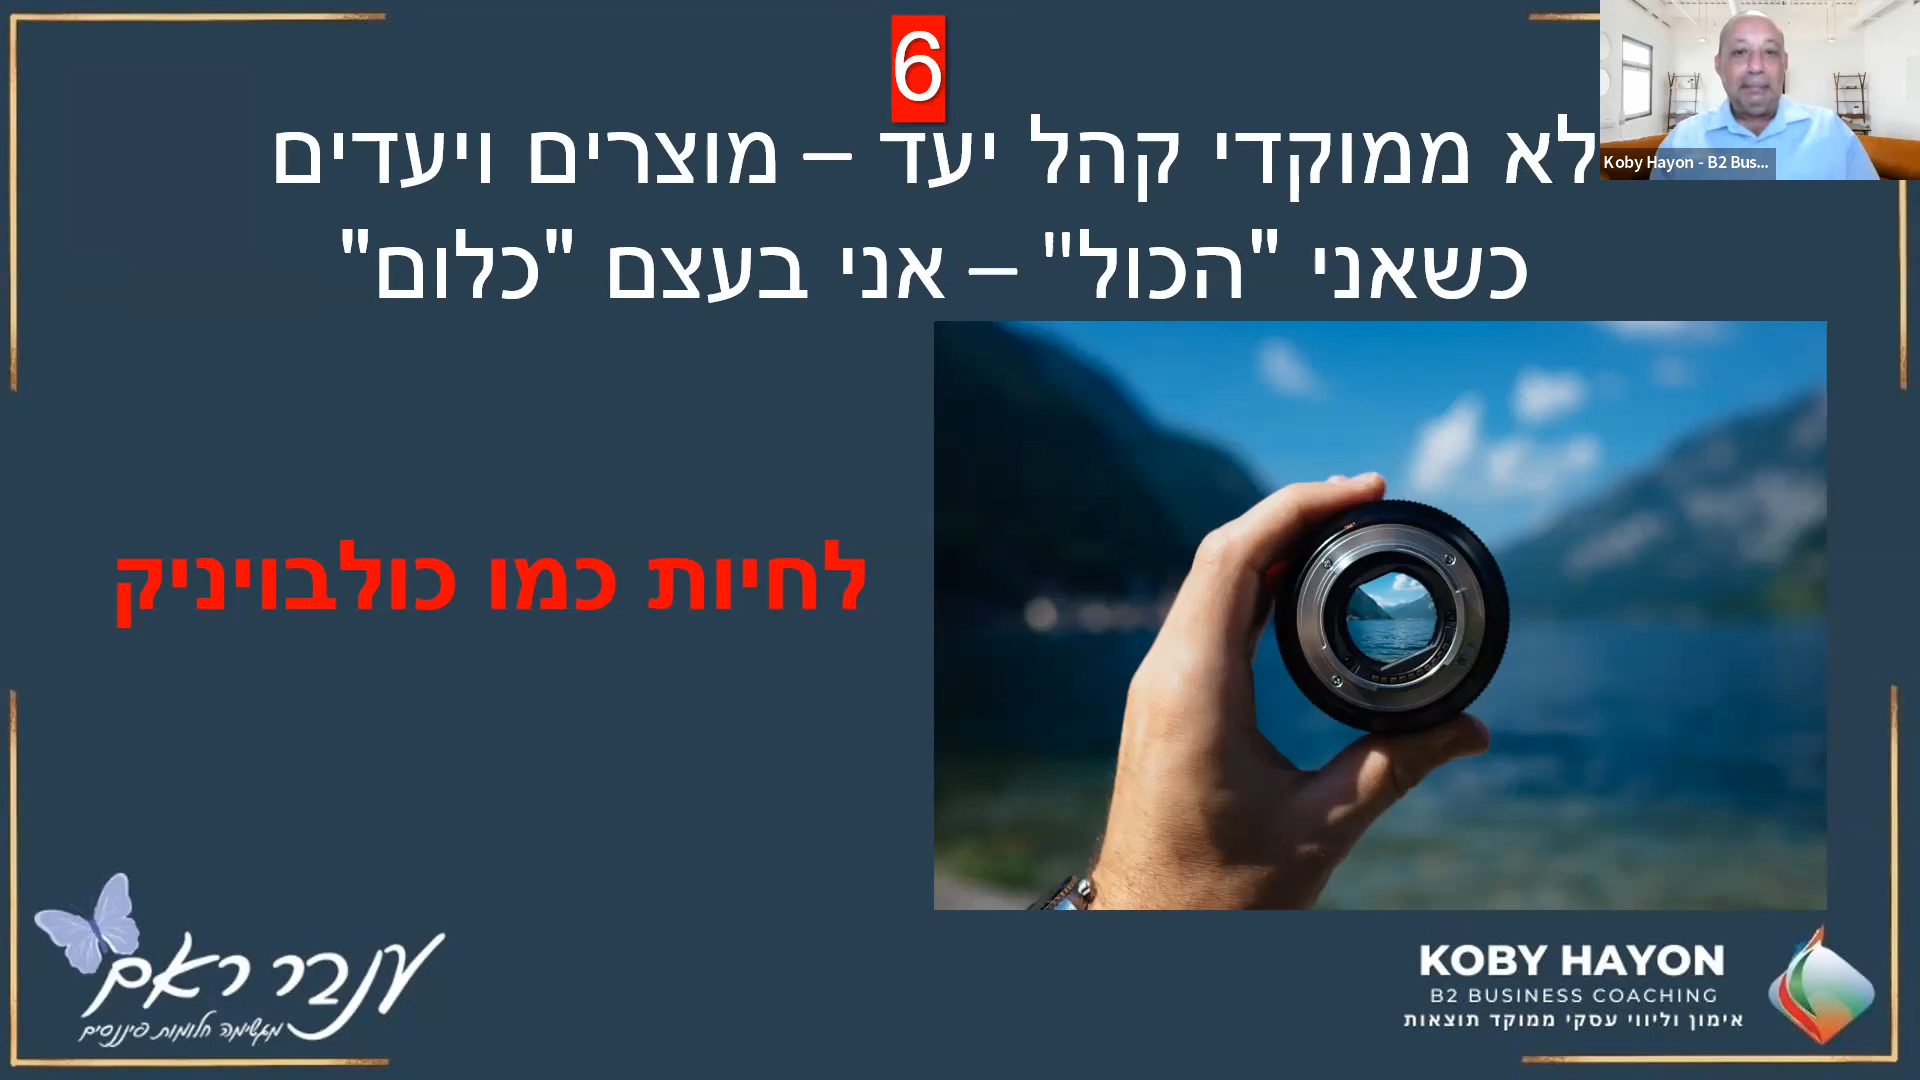 6
לא ממוקדי קהל יעד – מוצרים ויעדים
כשאני "הכול" – אני בעצם "כלום"
לחיות כמו כולבויניק
Koby Hayon - B2 Bus...
ענבר ראם
מגשימה חלומות פיננסים
KOBY HAYON
B2 BUSINESS COACHING
אימון וליווי עסקי ממוקד תוצאות